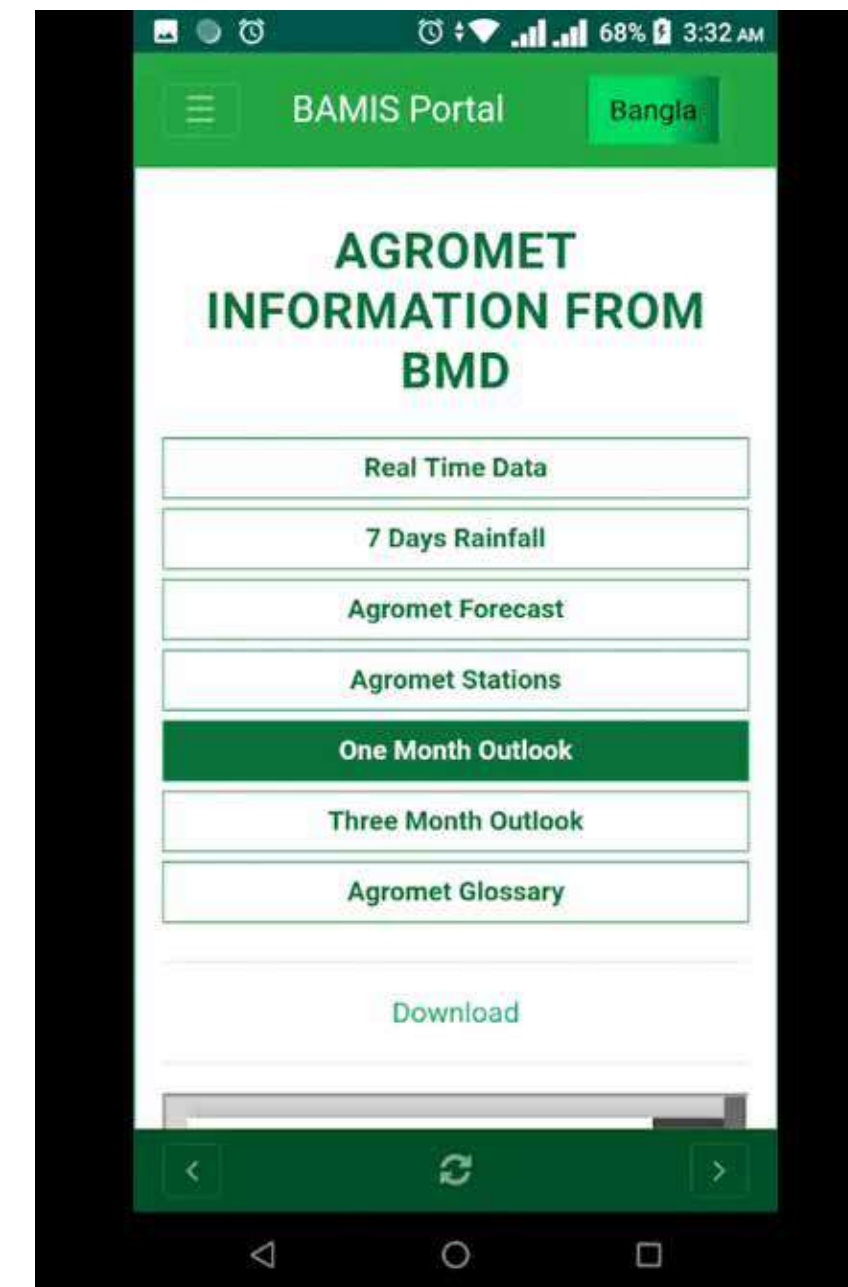 68% 3:32 AM
BAMIS Portal
Bangla
AGROMET
INFORMATION FROM
BMD
Real Time Data
7 Days Rainfall
Agromet Forecast
Agromet Stations
One Month Outlook
Three Month Outlook
Agromet Glossary
Download